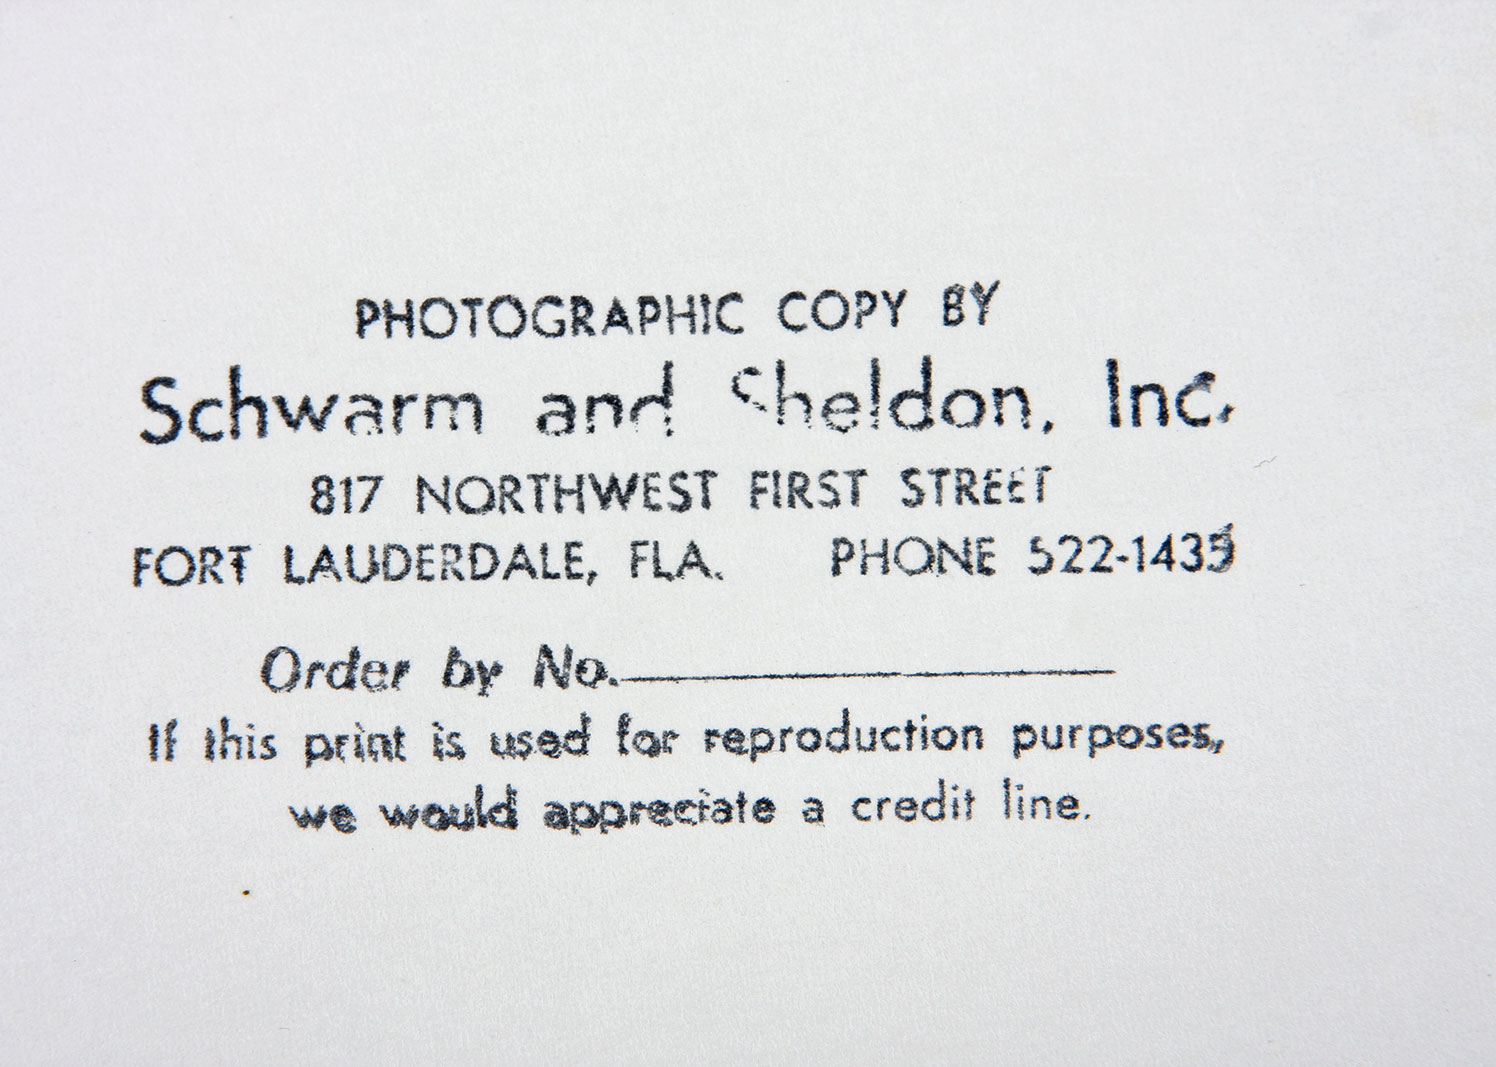 PHOTOGRAPHIC COPY BY
Schwarm and Sheldon, Inc.
817 NORTHWEST FIRST STREET
FORT LAUDERDALE, FLA. PHONE 522-1435
Order by No.
If this print is used for reproduction purposes,
we would appreciate a credit line.